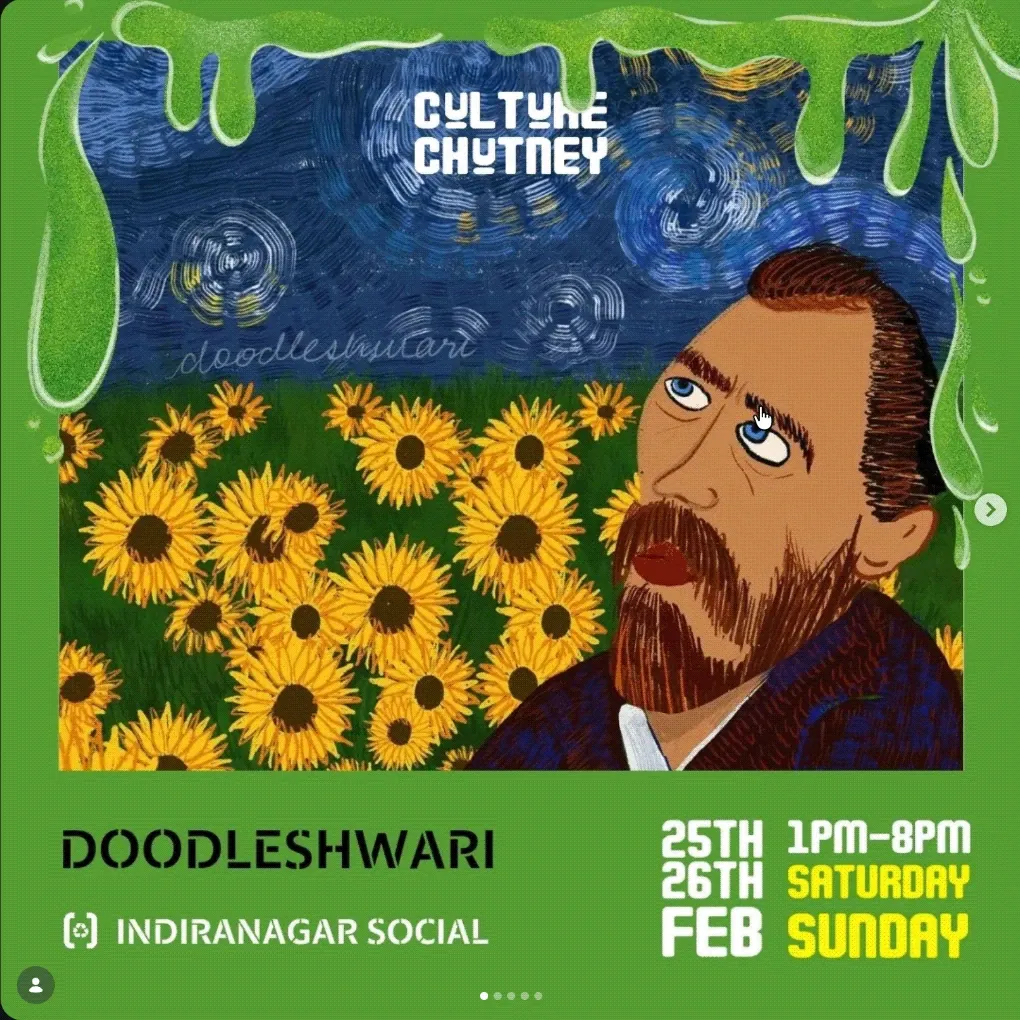 CULTURE
CHUTNEY
doodleshwari
DOODLESHWARI
INDIRANAGAR SOCIAL
25TH
26TH
FEB
1PM-8PM
SATURDAY
SUNDAY